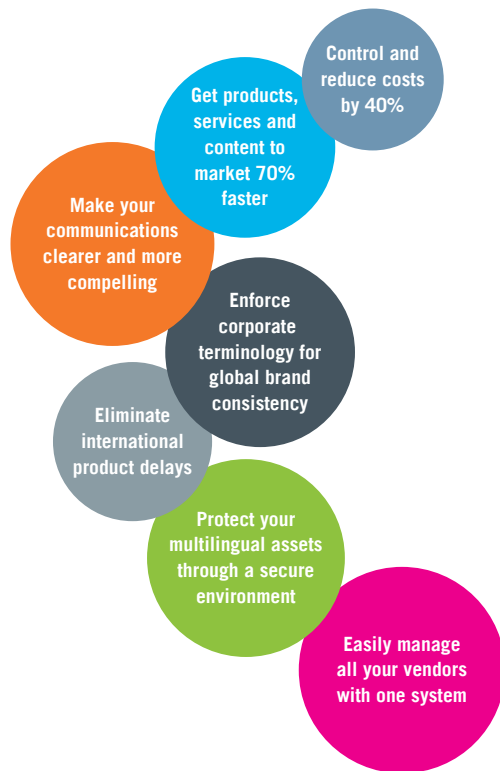 Control and
reduce costs
by 40%
Get products,
services and
content to
market 70%
faster
Make your
communications
clearer and more
compelling
Enforce
corporate
terminology for
global brand
consistency
Eliminate
international
product delays
Protect your
multilingual assets
through a secure
environment
Easily manage
all your vendors
with one system